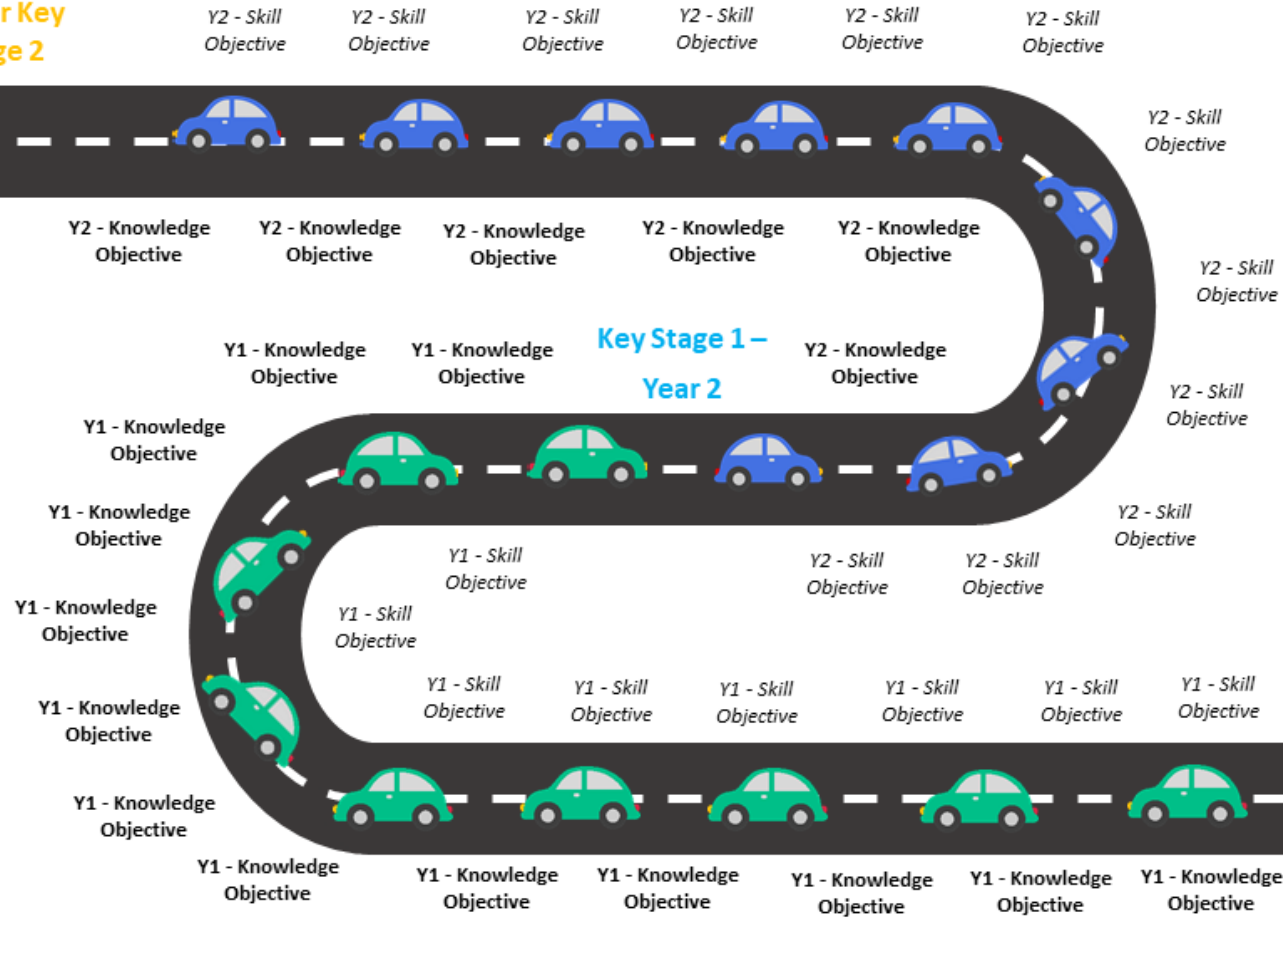 r Key
ge 2
Y2 - Skill
Objective
Y2 - Skill
Objective
Y2 - Skill
Objective
Y2 - Skill
Objective
Y2 - Skill
Objective
Y2 - Skill
Objective
Y2 - Skill
Objective
Y2 - Knowledge
Objective
Y2 - Knowledge
Objective
Y2 - Knowledge
Objective
Y2 - Knowledge
Objective
Y2 - Knowledge
Objective
Y2 - Skill
Objective
Y1 - Knowledge
Objective
Y1 - Knowledge
Objective
Key Stage 1 –
Year 2
Y2 - Knowledge
Objective
Y2 - Skill
Objective
Y1 - Knowledge
Objective
Y1 - Knowledge
Objective
Y2 - Skill
Objective
Y1 - Skill
Objective
Y2 - Skill
Objective
Y2 - Skill
Objective
Y1 - Knowledge
Objective
Y1 - Skill
Objective
Y1 - Skill
Objective
Y1 - Skill
Objective
Y1 - Skill
Objective
Y1 - Skill
Objective
Y1 - Skill
Objective
Y1 - Skill
Objective
Y1 - Knowledge
Objective
Y1 - Knowledge
Objective
Y1 - Knowledge
Objective
Y1 - Knowledge
Objective
Y1 - Knowledge
Objective
Y1 - Knowledge
Objective
Y1 - Knowledge
Objective
Y1 - Knowledge
Objective